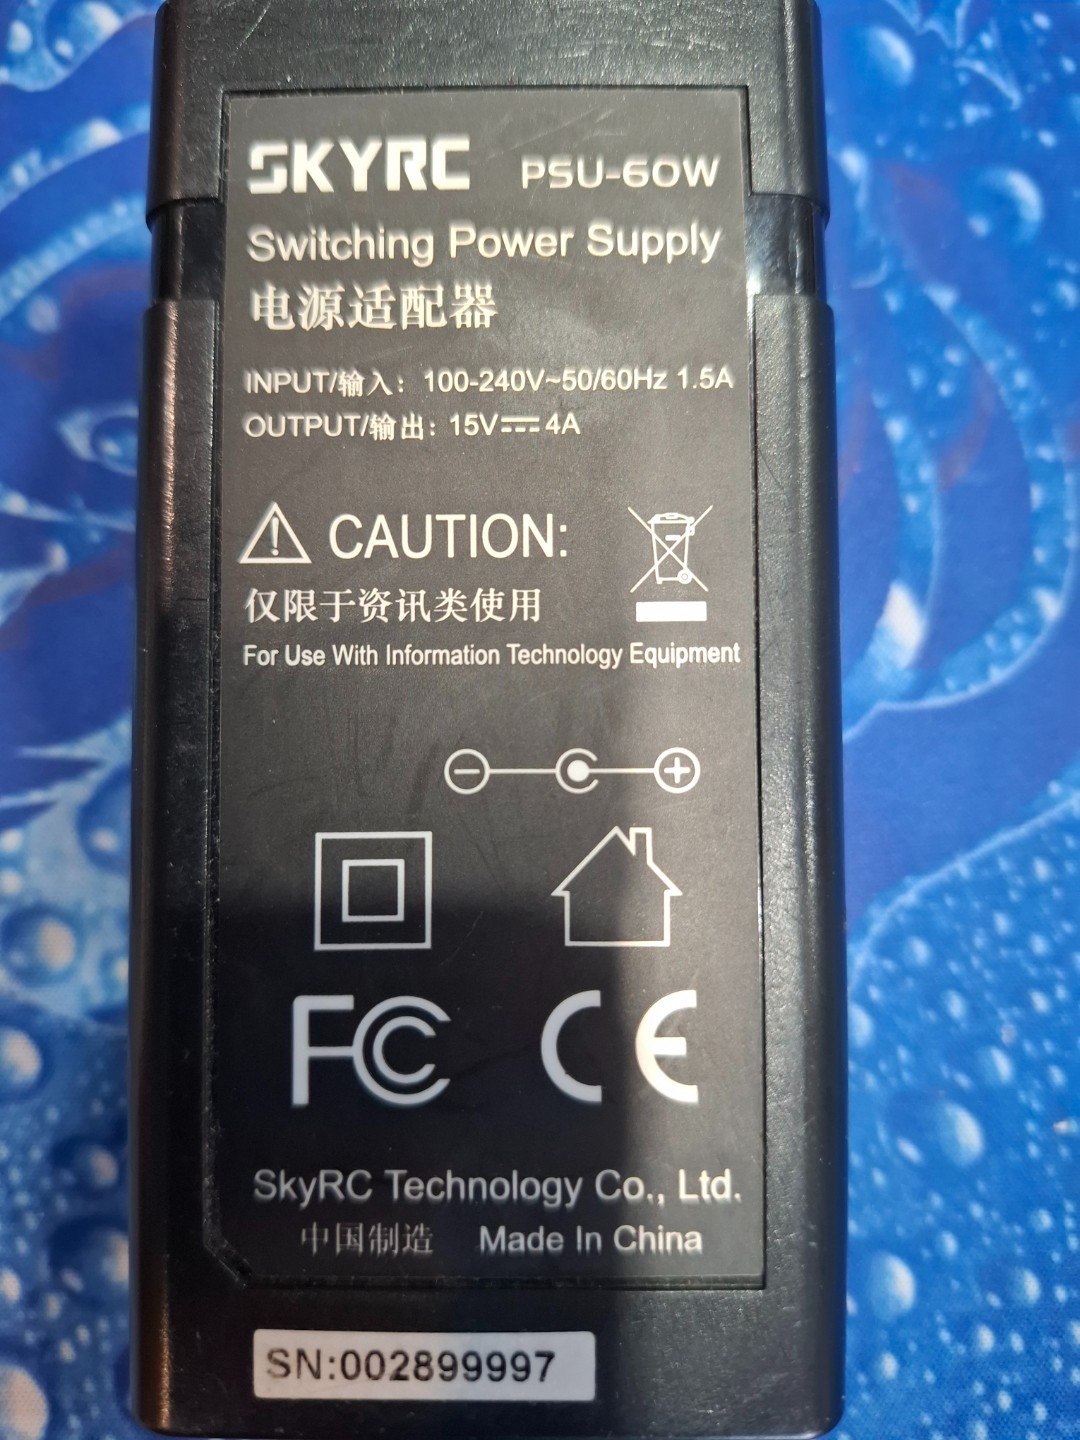 SKYRC PSU-60W
Switching Power Supply
电源适配器
INPUT/输入: 100-240V~50/60Hz 1.5A
OUTPUT/输出: 15V⎓4A
CAUTION:
仅限于资讯类使用
For Use With Information Technology Equipment
FC CE
SkyRC Technology Co., Ltd.
中国制造 Made In China
SN:002899997